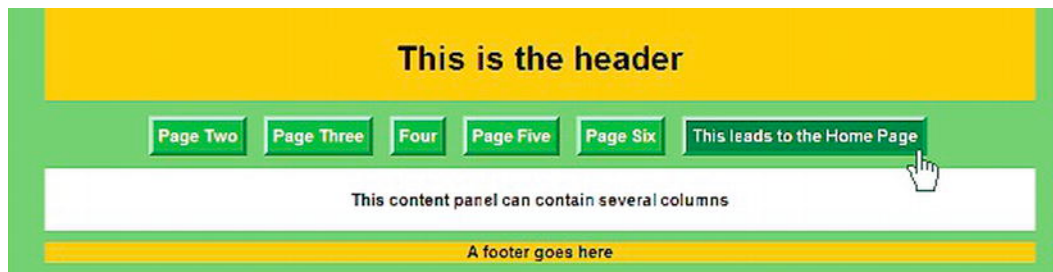 This is the header
Page Two Page Three Four Page Five Page Six This leads to the Home Page
This content panel can contain several columns
A footer goes here